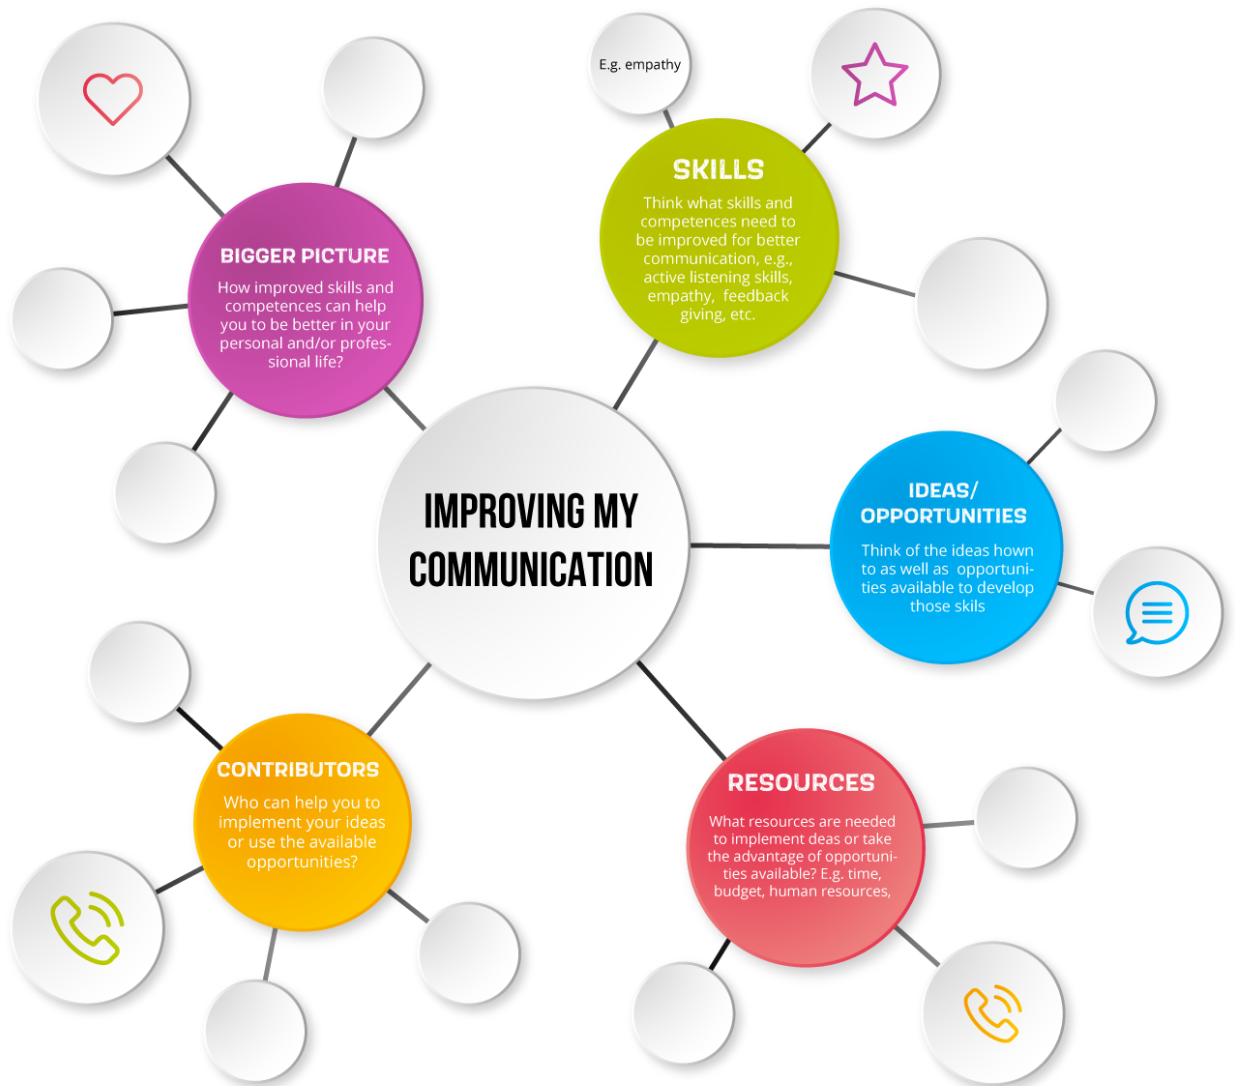 E.g. empathy
SKILLS
Think what skills and
competences need to
be improved for better
communication, e.g.,
active listening skills,
empathy, feedback
giving, etc.
BIGGER PICTURE
How improved skills and
competences can help
you to be better in your
personal and/or profes-
sional life?
IMPROVING MY
COMMUNICATION
IDEAS/
OPPORTUNITIES
Think of the ideas hown
to as well as opportuni-
ties available to develop
those skils
CONTRIBUTORS
Who can help you to
implement your ideas
or use the available
opportunities?
RESOURCES
What resources are needed
to implement deas or take
the advantage of opportuni-
ties available? E.g. time,
budget, human resources,